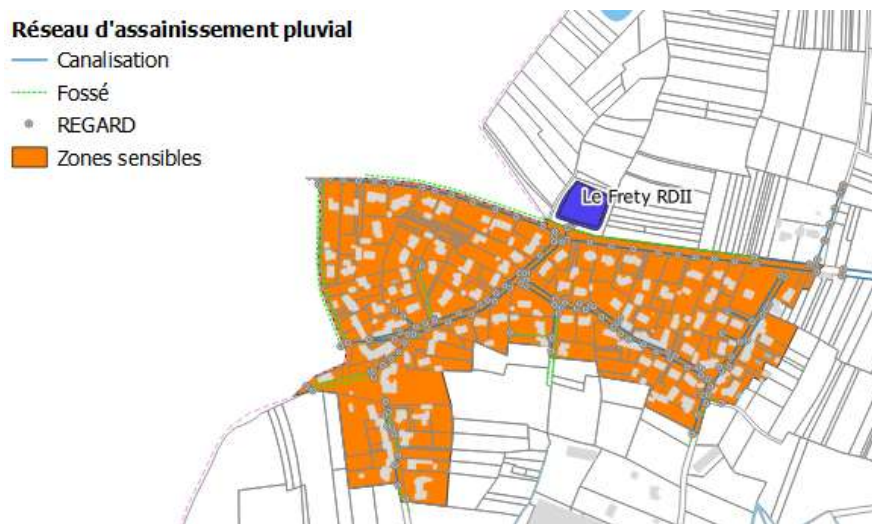 Réseau d'assainissement pluvial
Canalisation
Fossé
REGARD
Zones sensibles
Le Frety RDII